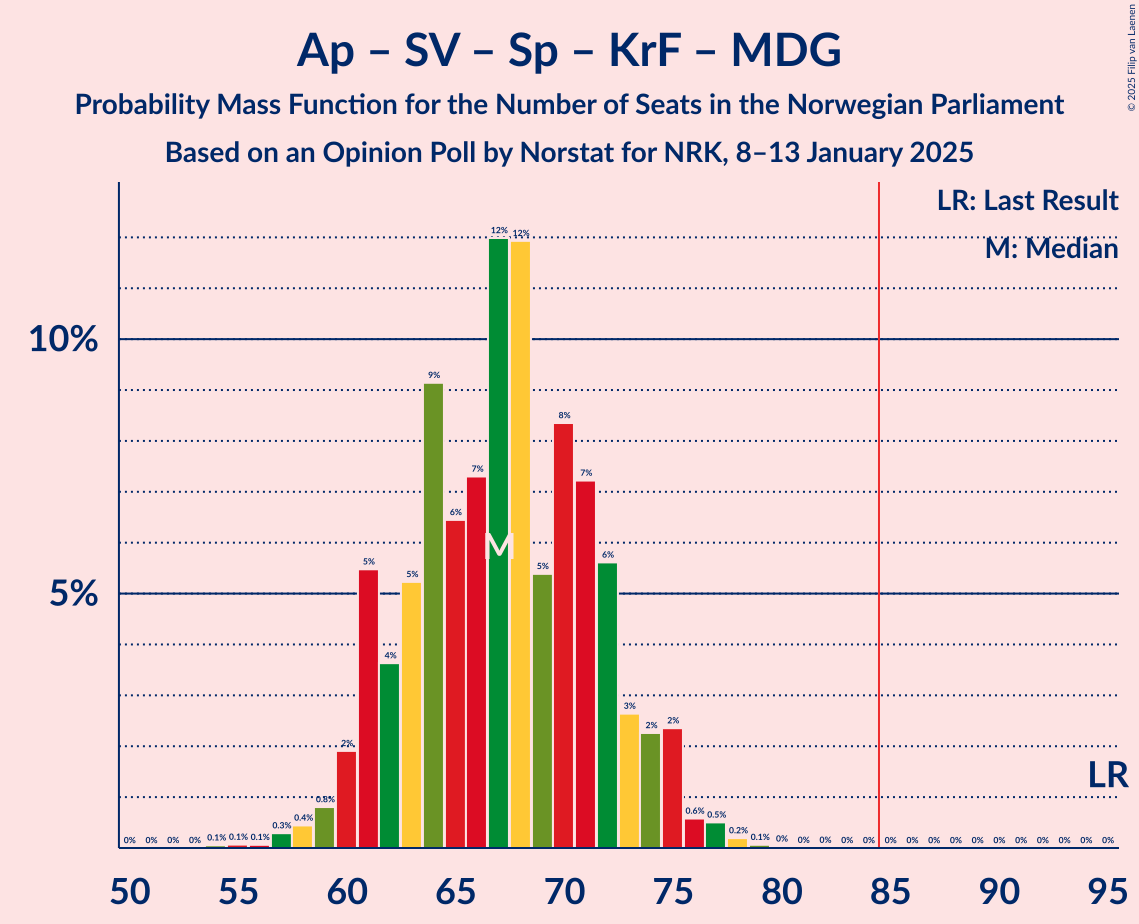 Ap – SV – Sp – KrF – MDG
Probability Mass Function for the Number of Seats in the Norwegian Parliament
Based on an Opinion Poll by Norstat for NRK, 8–13 January 2025
© 2025 Filip van Laenen
LR: Last Result
M: Median
10%
5%
0% 0% 0% 0% 0.1% 0.1% 0.1% 0.3% 0.4% 0.8% 2% 5% 4% 5% 9% 6% 7% 12% 12% 5% 8% 7% 6% 3% 2% 2% 0.6% 0.5% 0.2% 0.1% 0% 0% 0% 0% 0% 0% 0% 0% 0% 0% 0% 0% 0% 0% 0% 0%
M
LR
50 55 60 65 70 75 80 85 90 95